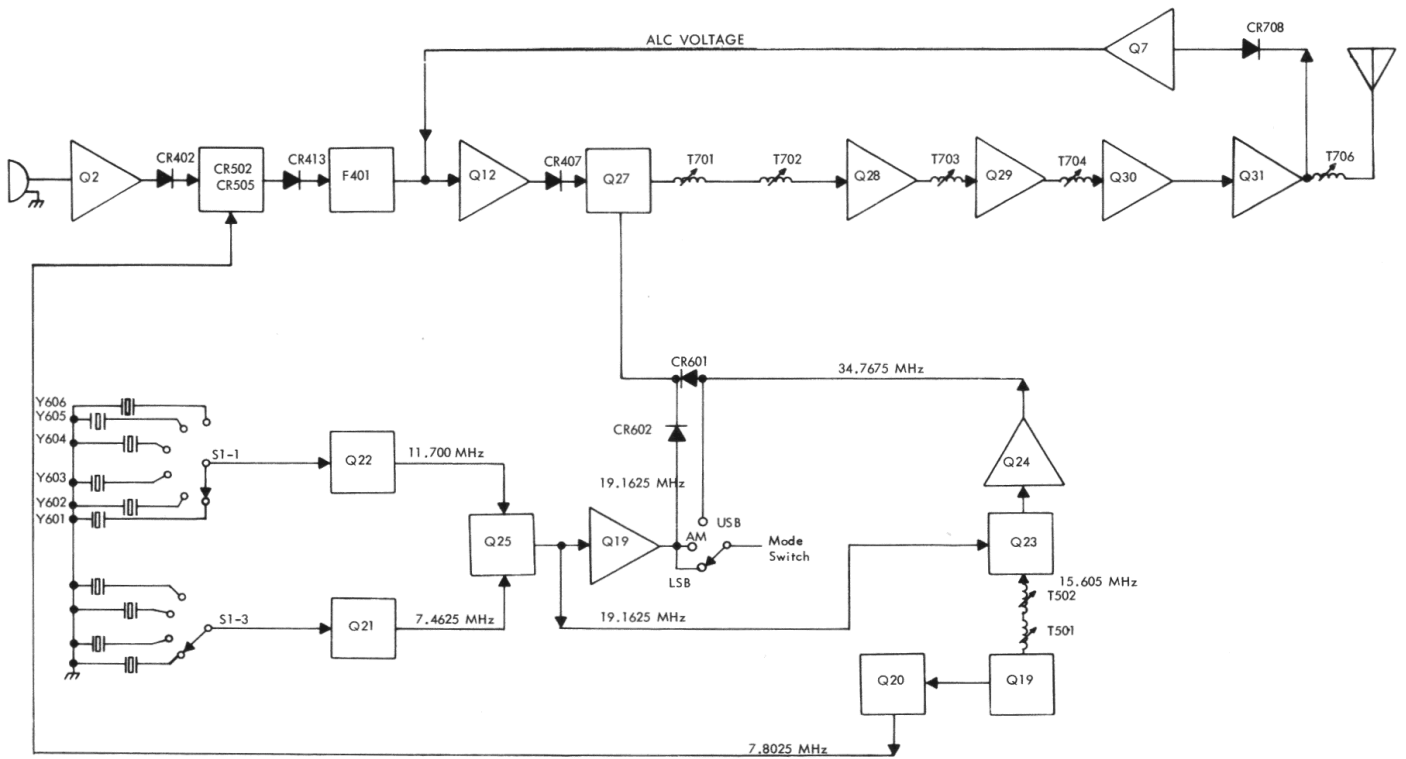 ALC VOLTAGE
Q7
CR708
Q2
CR402
CR502
CR505
CR413
F401
Q12
CR407
Q27
T701
T702
Q28
T703
Q29
T704
Q30
Q31
T706
CR601
34.7675 MHz
Y606
Y605
Y604
Y603
Y602
Y601
S1-1
Q22
11.700 MHz
CR602
19.1625 MHz
Q24
Q25
Q19
AM
USB
LSB
Mode
Switch
Q23
15.605 MHz
T502
T501
S1-3
Q21
7.4625 MHz
19.1625 MHz
Q20
Q19
7.8025 MHz